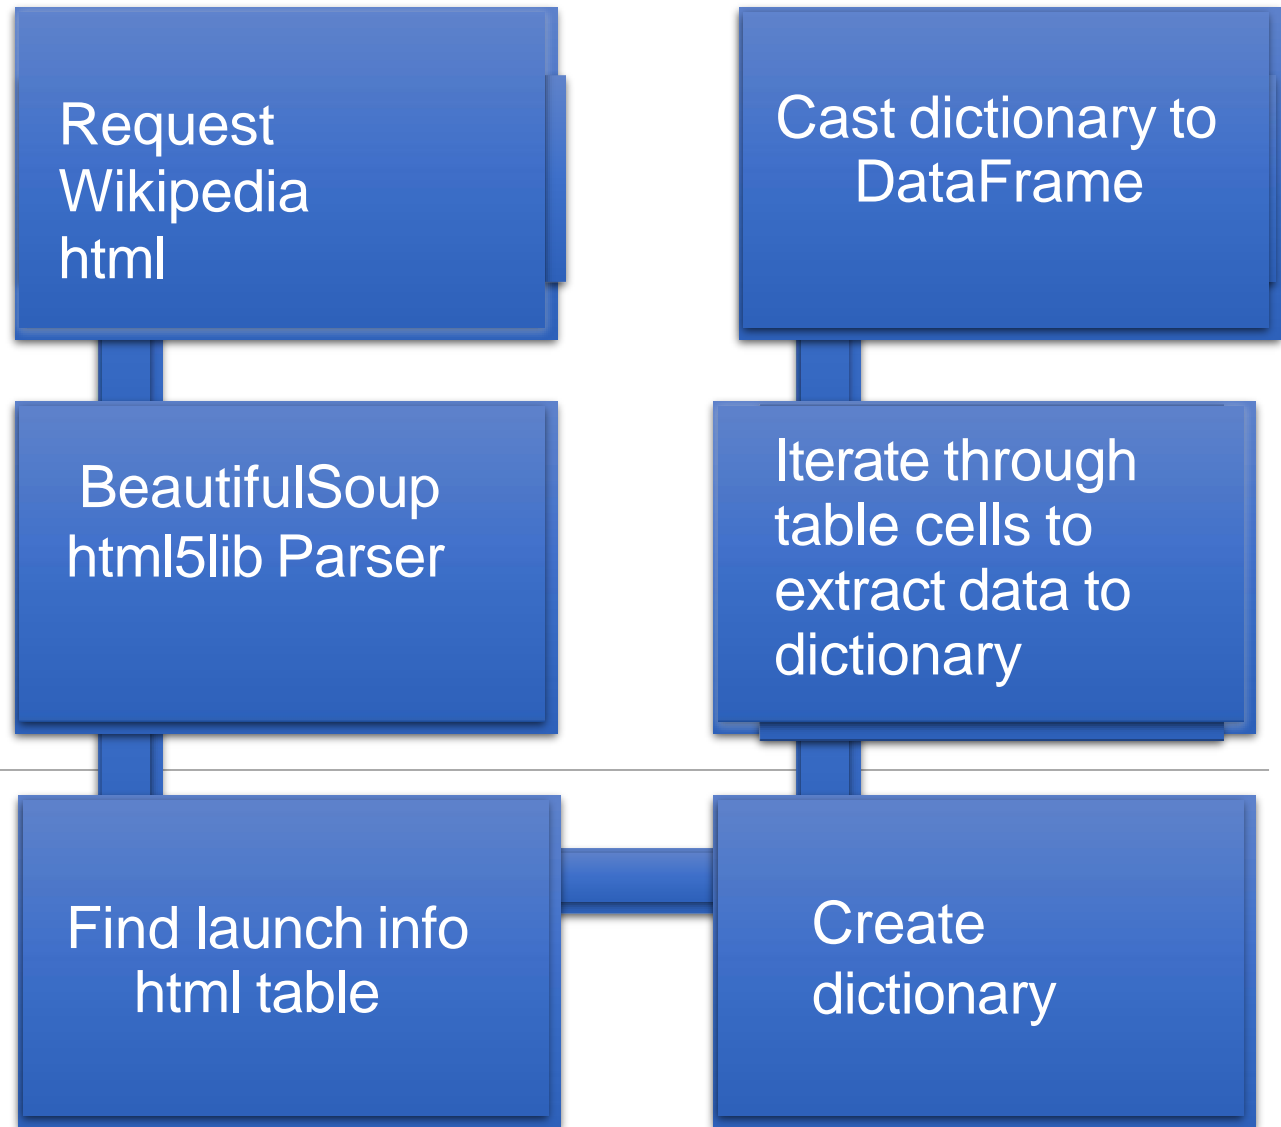 Request
Wikipedia
html
BeautifulSoup
html5lib Parser
Find launch info
html table
Create
dictionary
Iterate through
table cells to
extract data to
dictionary
Cast dictionary to
DataFrame